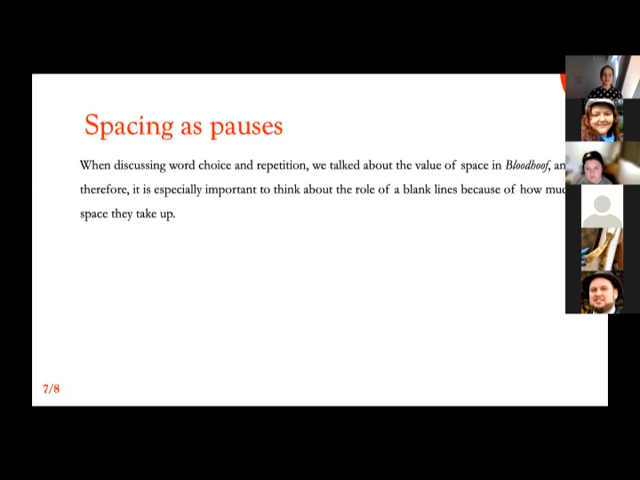 Spacing as pauses
When discussing word choice and repetition, we talked about the value of space in Bloodhoof,
therefore, it is especially important to think about the role of a blank lines because of how
space they take up.
7/8